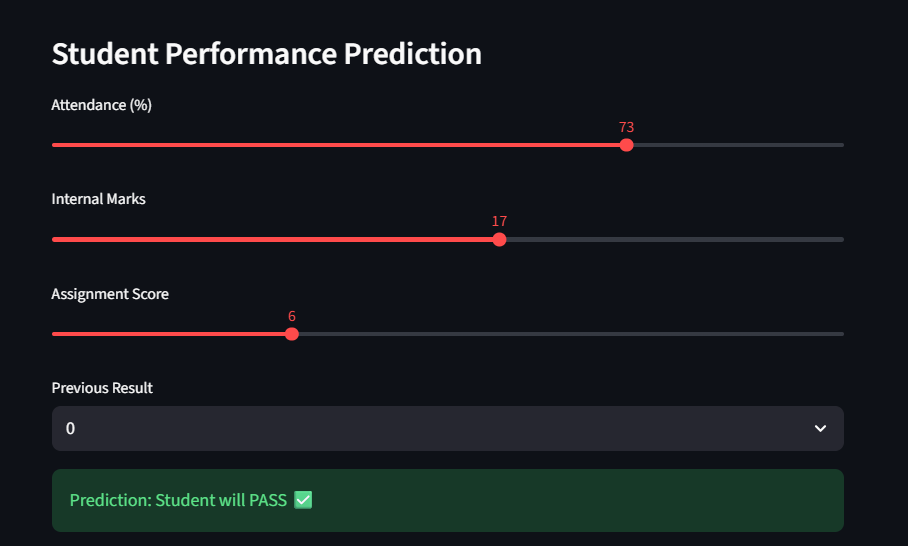 Student Performance Prediction
Attendance (%)
73
Internal Marks
17
Assignment Score
6
Previous Result
0
Prediction: Student will PASS ✅